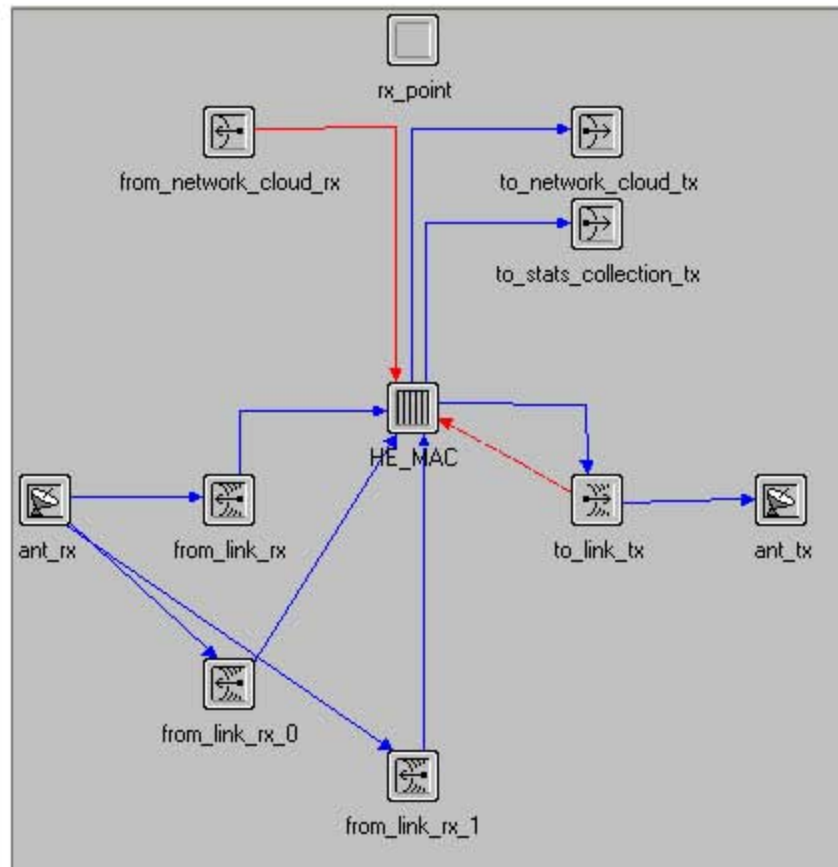 rx_point
from_network_cloud_rx
to_network_cloud_tx
to_stats_collection_tx
HE_MAC
ant_rx
from_link_rx
to_link_tx
ant_tx
from_link_rx_0
from_link_rx_1